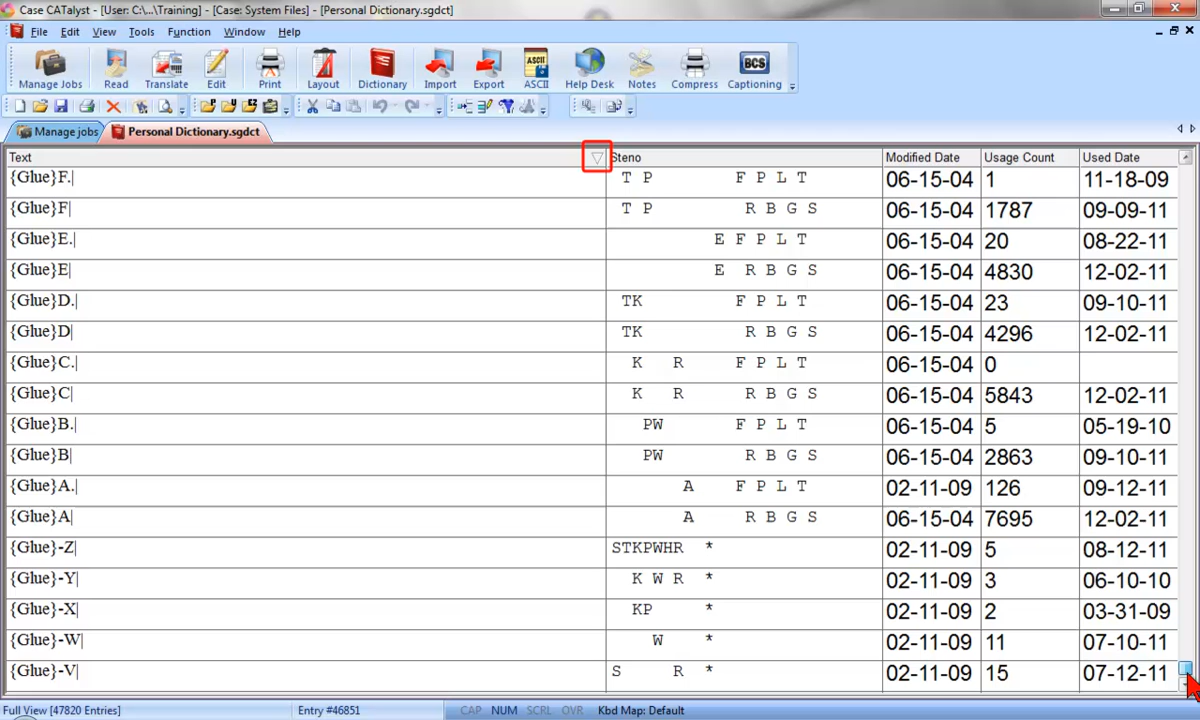 Case CATalyst - [User: C:\...\Training] - [Case: System Files] - [Personal Dictionary.sgdct]
File Edit View Tools Function Window Help
Manage Jobs Read Translate Edit Print Layout Dictionary Import Export ASCII ASCII Help Desk Notes Compress BCS Captioning
Manage jobs Personal Dictionary.sgdct
Text Steno Modified Date Usage Count Used Date
{Glue}F.| T P F P L T 06-15-04 1 11-18-09
{Glue}F| T P R B G S 06-15-04 1787 09-09-11
{Glue}E.| E F P L T 06-15-04 20 08-22-11
{Glue}E| E R B G S 06-15-04 4830 12-02-11
{Glue}D.| TK F P L T 06-15-04 23 09-10-11
{Glue}D| TK R B G S 06-15-04 4296 12-02-11
{Glue}C.| K R F P L T 06-15-04 0
{Glue}C| K R R B G S 06-15-04 5843 12-02-11
{Glue}B.| PW F P L T 06-15-04 5 05-19-10
{Glue}B| PW R B G S 06-15-04 2863 09-10-11
{Glue}A.| A F P L T 02-11-09 126 09-12-11
{Glue}A| A R B G S 06-15-04 7695 12-02-11
{Glue}-Z| STKPWHR * 02-11-09 5 08-12-11
{Glue}-Y| K W R * 02-11-09 3 06-10-10
{Glue}-X| KP * 02-11-09 2 03-31-09
{Glue}-W| W * 02-11-09 11 07-10-11
{Glue}-V| S R * 02-11-09 15 07-12-11
Full View [47820 Entries] Entry #46851 CAP NUM SCRL OVR Kbd Map: Default